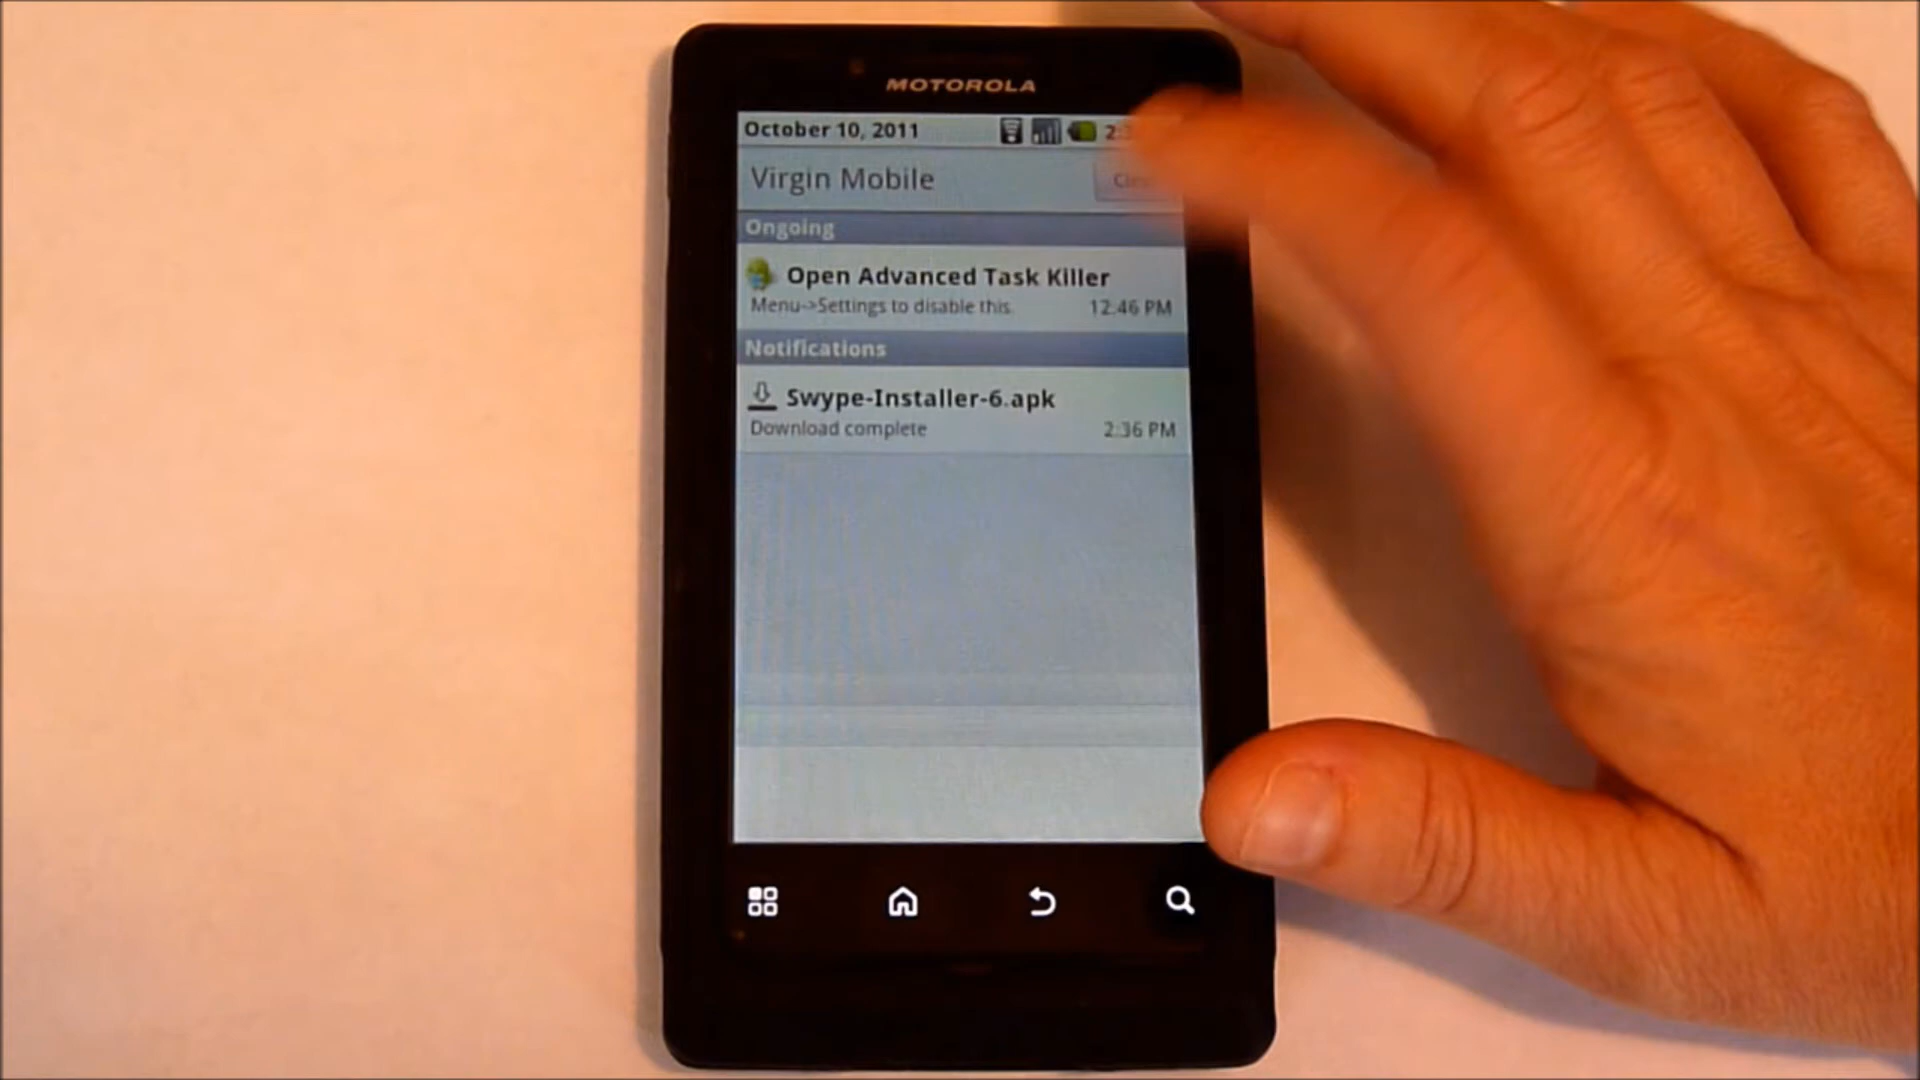 MOTOROLA
October 10, 2011
Virgin Mobile
Ongoing
Open Advanced Task Killer
Menu->Settings to disable this. 12:46 PM
Notifications
Swype-Installer-6.apk
Download complete 2:36 PM